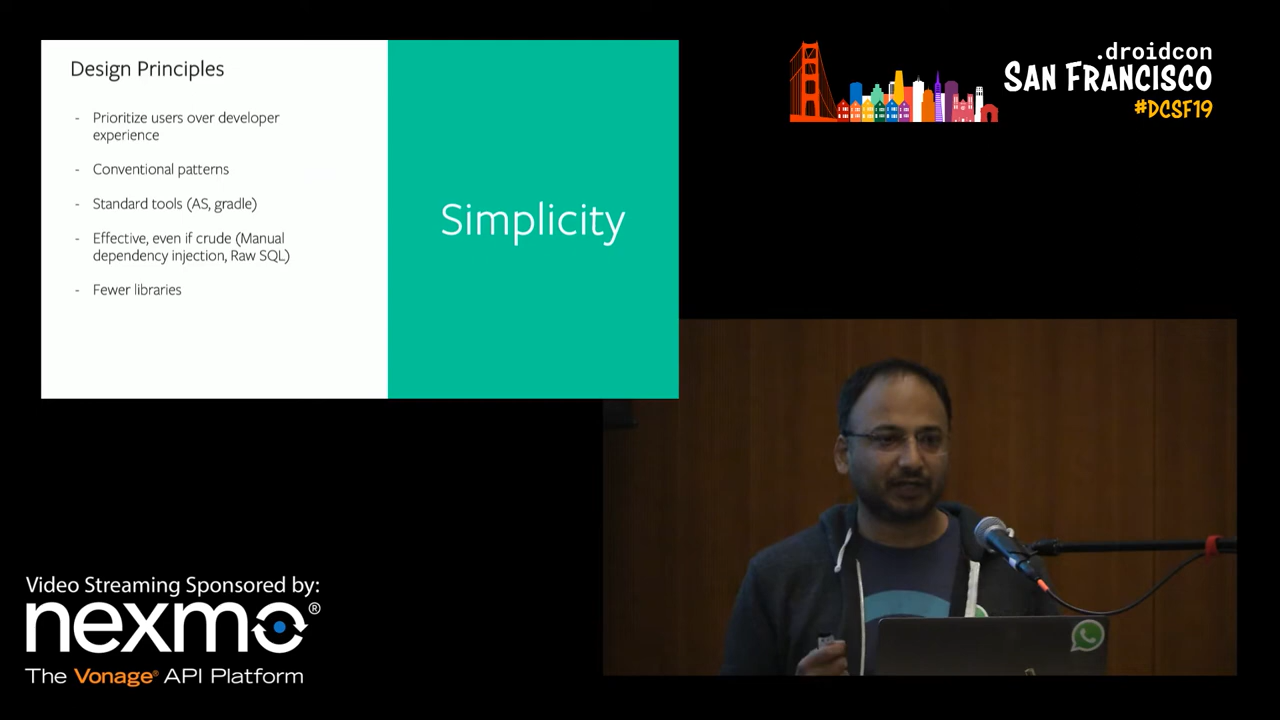 Design Principles
- Prioritize users over developer
experience
- Conventional patterns
- Standard tools (AS, gradle)
- Effective, even if crude (Manual
dependency injection, Raw SQL)
- Fewer libraries
Simplicity
.droidcon
SAN FRANCISCO
#DCSF19
Video Streaming Sponsored by:
nexmo®
The Vonage® API Platform